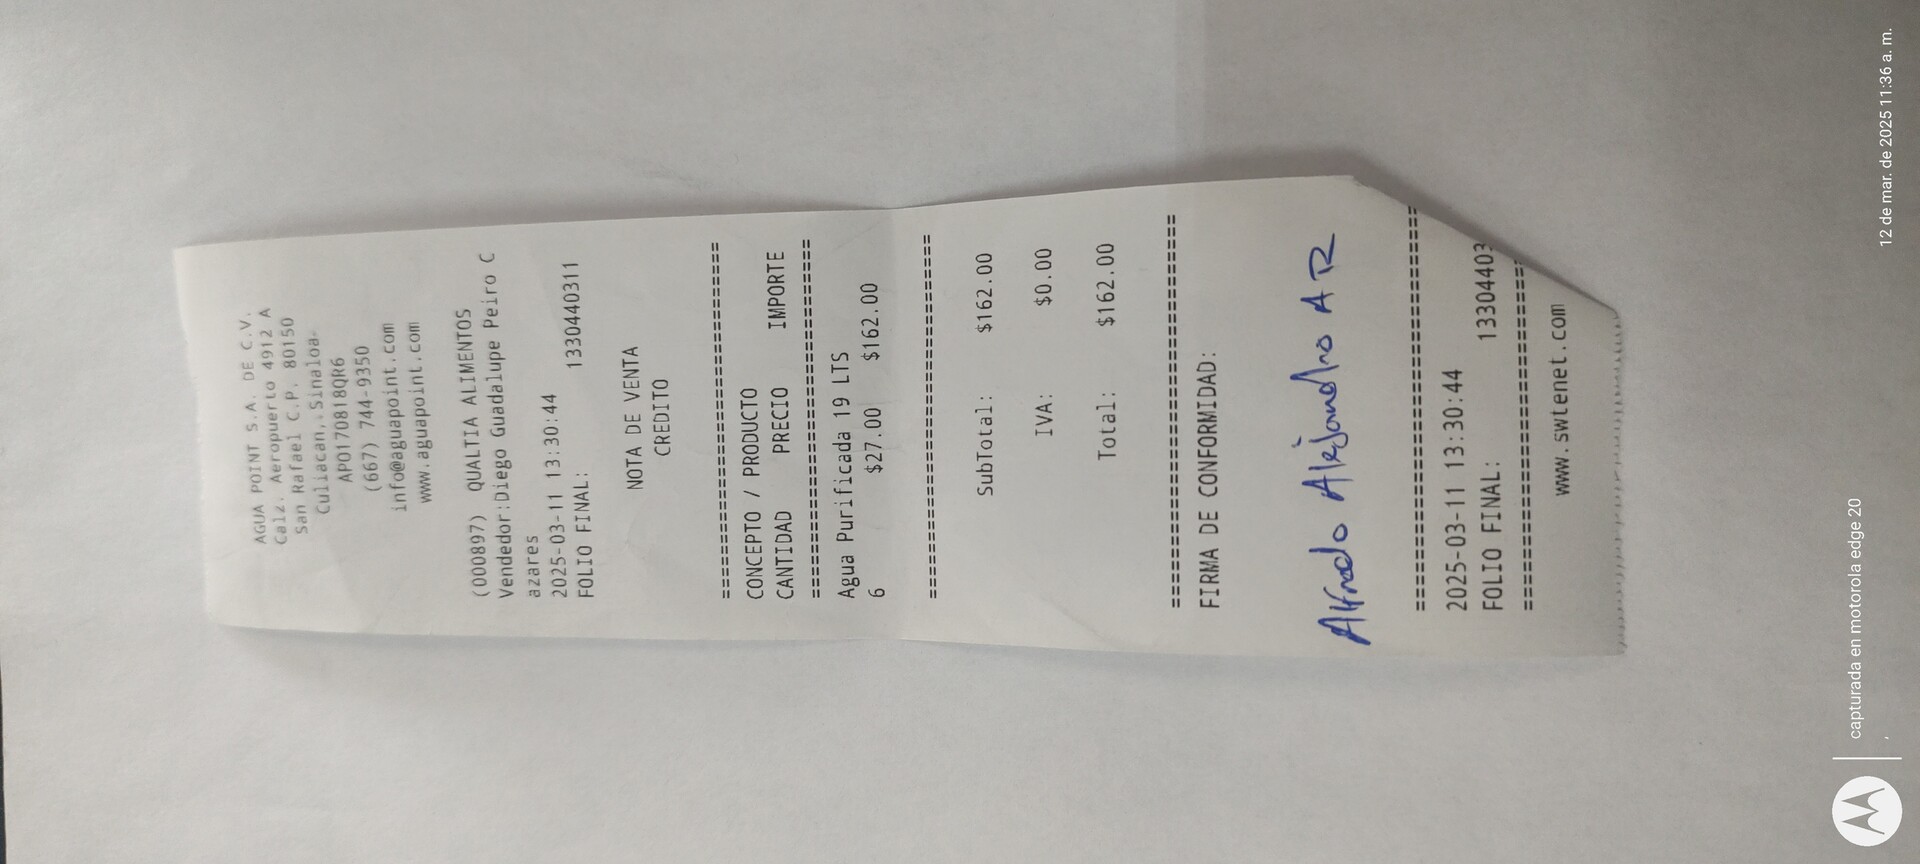 AGUA POINT S.A. DE C.V.
Calz. Aeropuerto 4912 A
San Rafael C.P. 80150
Culiacan, Sinaloa
APO170818QR6
(667) 744-9350
info@aguapoint.com
www.aguapoint.com
(000897) QUALTIA ALIMENTOS
Vendedor:Diego Guadalupe Peiro C
azares
2025-03-11 13:30:44
FOLIO FINAL: 1330440311
NOTA DE VENTA
CREDITO
================================
CONCEPTO / PRODUCTO
CANTIDAD PRECIO IMPORTE
================================
Agua Purificada 19 LTS
6 $27.00 $162.00
================================
SubTotal: $162.00
IVA: $0.00
Total: $162.00
================================
FIRMA DE CONFORMIDAD:
Alfredo Alejandro A R
================================
2025-03-11 13:30:44
FOLIO FINAL: 13304403
================================
www.swtenet.com
capturada en motorola edge 20
12 de mar. de 2025 11:36 a. m.